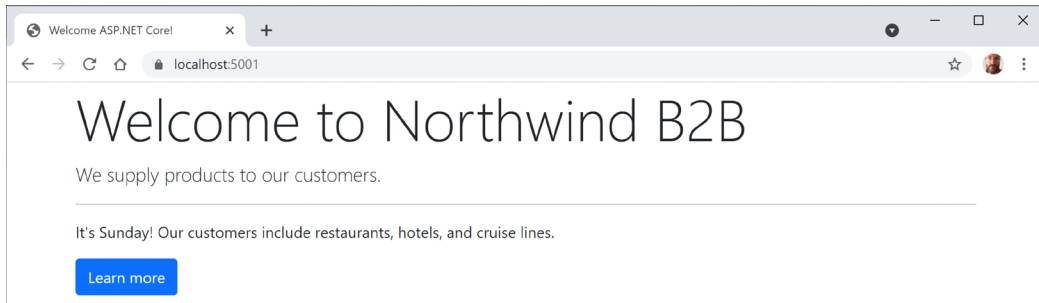 Welcome ASP.NET Core!
localhost:5001
Welcome to Northwind B2B
We supply products to our customers.
It's Sunday! Our customers include restaurants, hotels, and cruise lines.
Learn more